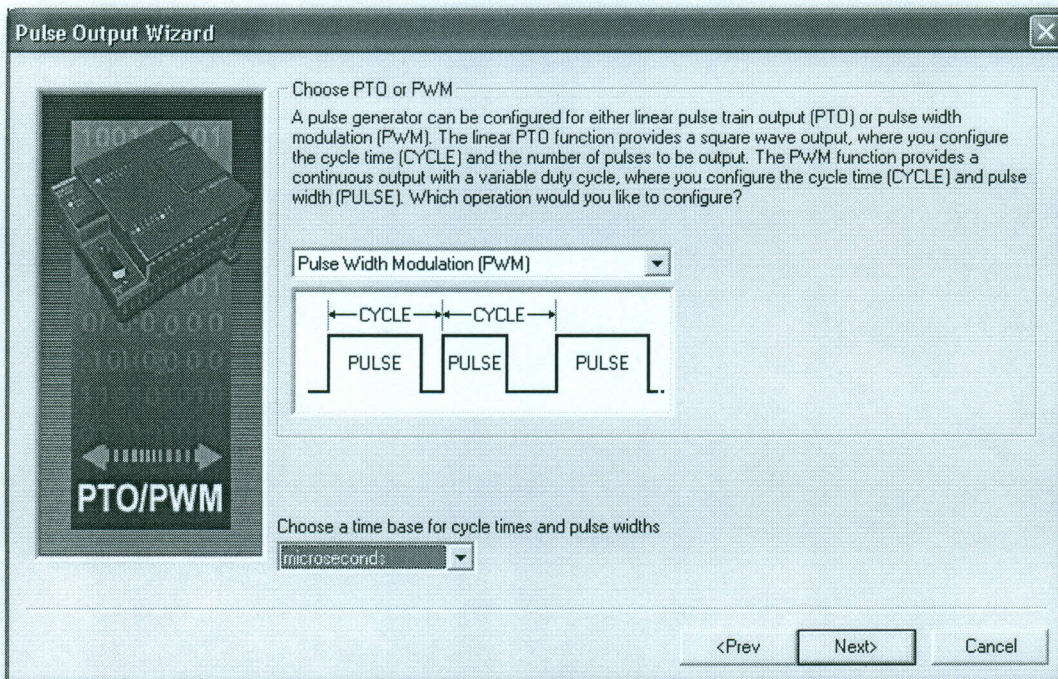 Pulse Output Wizard
Choose PTO or PWM
A pulse generator can be configured for either linear pulse train output (PTO) or pulse width
modulation (PWM). The linear PTO function provides a square wave output, where you configure
the cycle time (CYCLE) and the number of pulses to be output. The PWM function provides a
continuous output with a variable duty cycle, where you configure the cycle time (CYCLE) and pulse
width (PULSE). Which operation would you like to configure?
Pulse Width Modulation (PWM)
CYCLE CYCLE
PULSE PULSE PULSE
PTO/PWM
Choose a time base for cycle times and pulse widths
microseconds
<Prev Next> Cancel